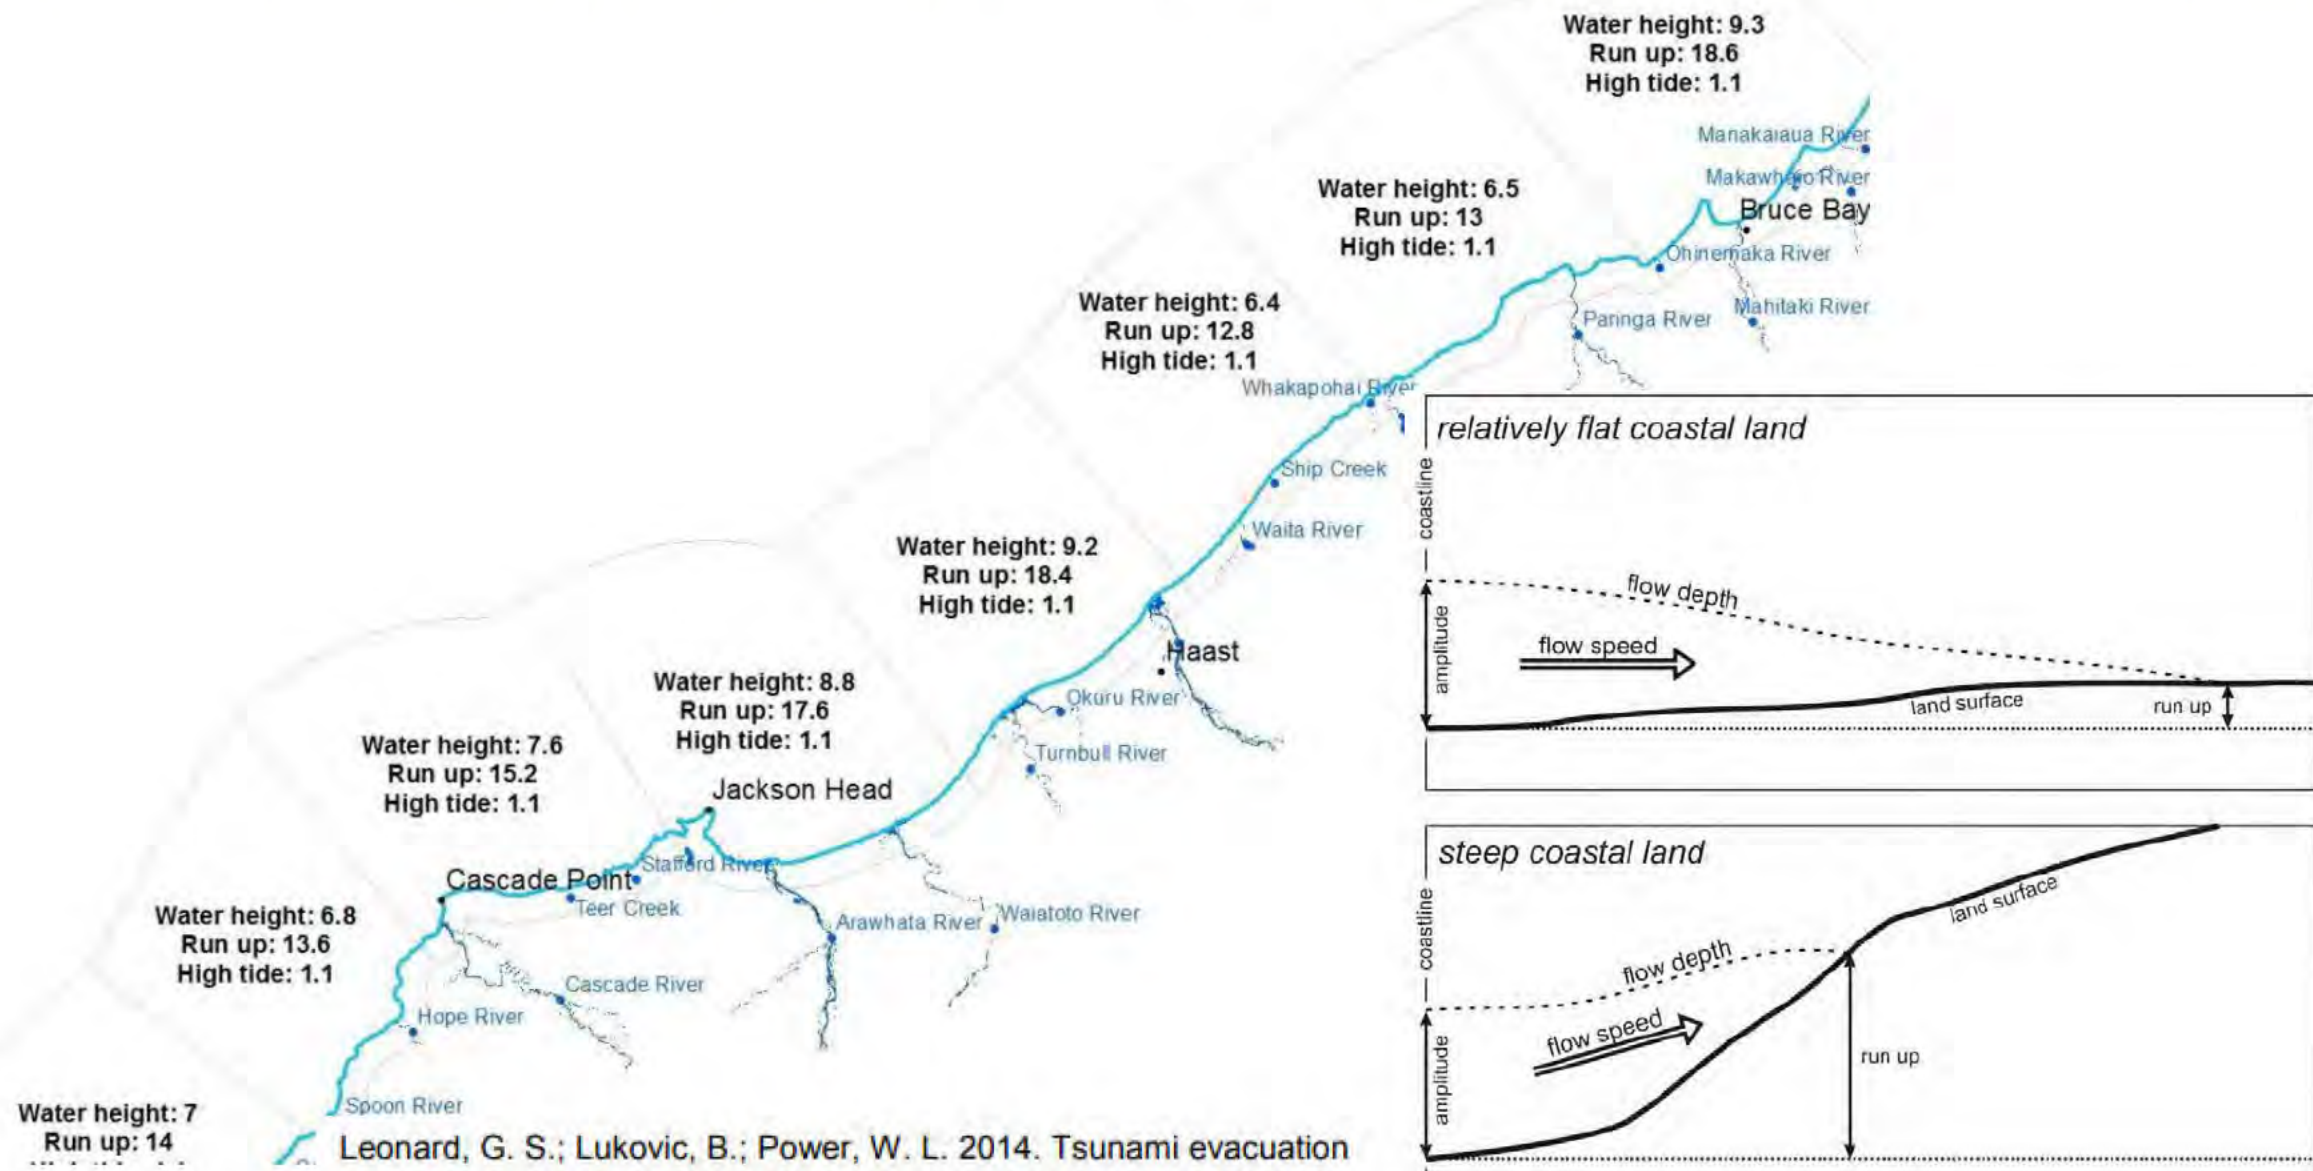 Water height: 9.3
Run up: 18.6
High tide: 1.1
Manakaiaua River
Makawhaio River
Bruce Bay
Water height: 6.5
Run up: 13
High tide: 1.1
Ohinemaka River
Water height: 6.4
Run up: 12.8
High tide: 1.1
Paringa River
Mahitaki River
Whakapohai River
Ship Creek
Waita River
Water height: 9.2
Run up: 18.4
High tide: 1.1
Haast
Okuru River
Turnbull River
Water height: 8.8
Run up: 17.6
High tide: 1.1
Jackson Head
Water height: 7.6
Run up: 15.2
High tide: 1.1
Stafford River
Cascade Point
Teer Creek
Arawhata River
Waiatoto River
Water height: 6.8
Run up: 13.6
High tide: 1.1
Cascade River
Hope River
Spoon River
Water height: 7
Run up: 14
Leonard, G. S.; Lukovic, B.; Power, W. L. 2014. Tsunami evacuation
relatively flat coastal land
coastline
flow depth
amplitude
flow speed
land surface
run up
steep coastal land
coastline
land surface
flow depth
flow speed
amplitude
run up